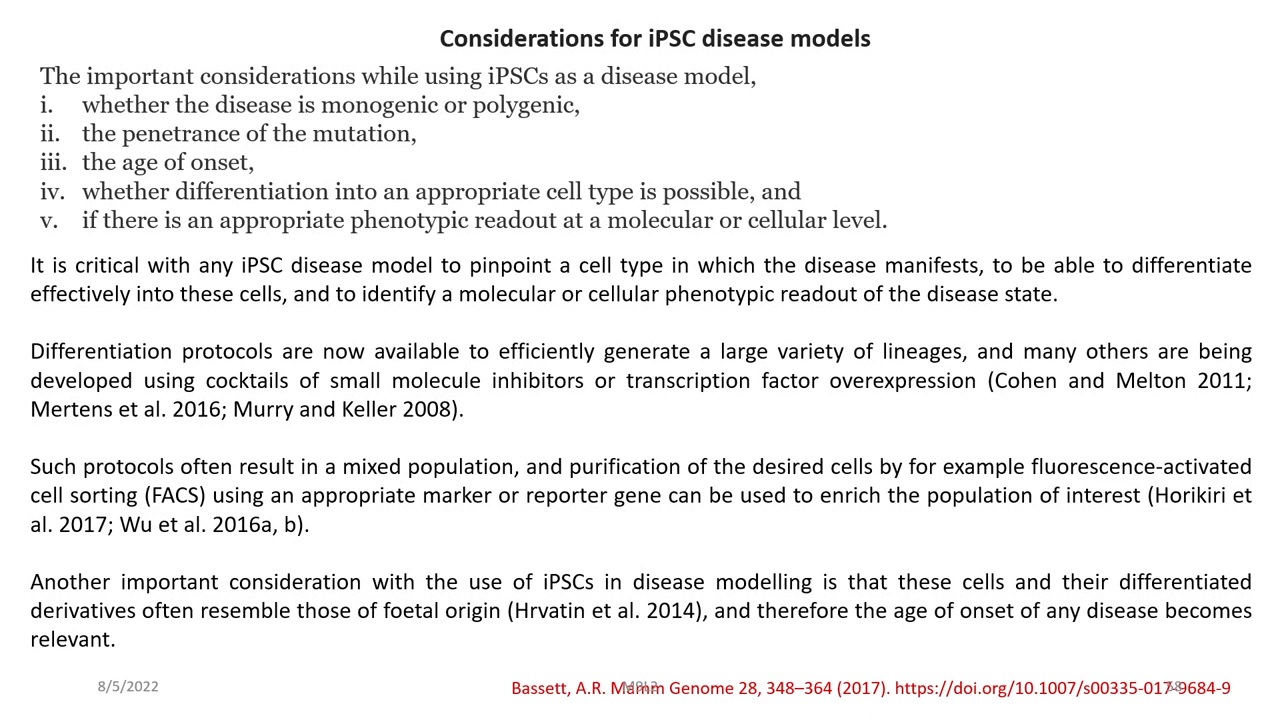 Considerations for iPSC disease models
The important considerations while using iPSCs as a disease model,
i. whether the disease is monogenic or polygenic,
ii. the penetrance of the mutation,
iii. the age of onset,
iv. whether differentiation into an appropriate cell type is possible, and
v. if there is an appropriate phenotypic readout at a molecular or cellular level.
It is critical with any iPSC disease model to pinpoint a cell type in which the disease manifests, to be able to differentiate
effectively into these cells, and to identify a molecular or cellular phenotypic readout of the disease state.
Differentiation protocols are now available to efficiently generate a large variety of lineages, and many others are being
developed using cocktails of small molecule inhibitors or transcription factor overexpression (Cohen and Melton 2011;
Mertens et al. 2016; Murry and Keller 2008).
Such protocols often result in a mixed population, and purification of the desired cells by for example fluorescence-activated
cell sorting (FACS) using an appropriate marker or reporter gene can be used to enrich the population of interest (Horikiri et
al. 2017; Wu et al. 2016a, b).
Another important consideration with the use of iPSCs in disease modelling is that these cells and their differentiated
derivatives often resemble those of foetal origin (Hrvatin et al. 2014), and therefore the age of onset of any disease becomes
relevant.
8/5/2022
Bassett, A.R. Mamm Genome 28, 348–364 (2017). https://doi.org/10.1007/s00335-017-9684-9